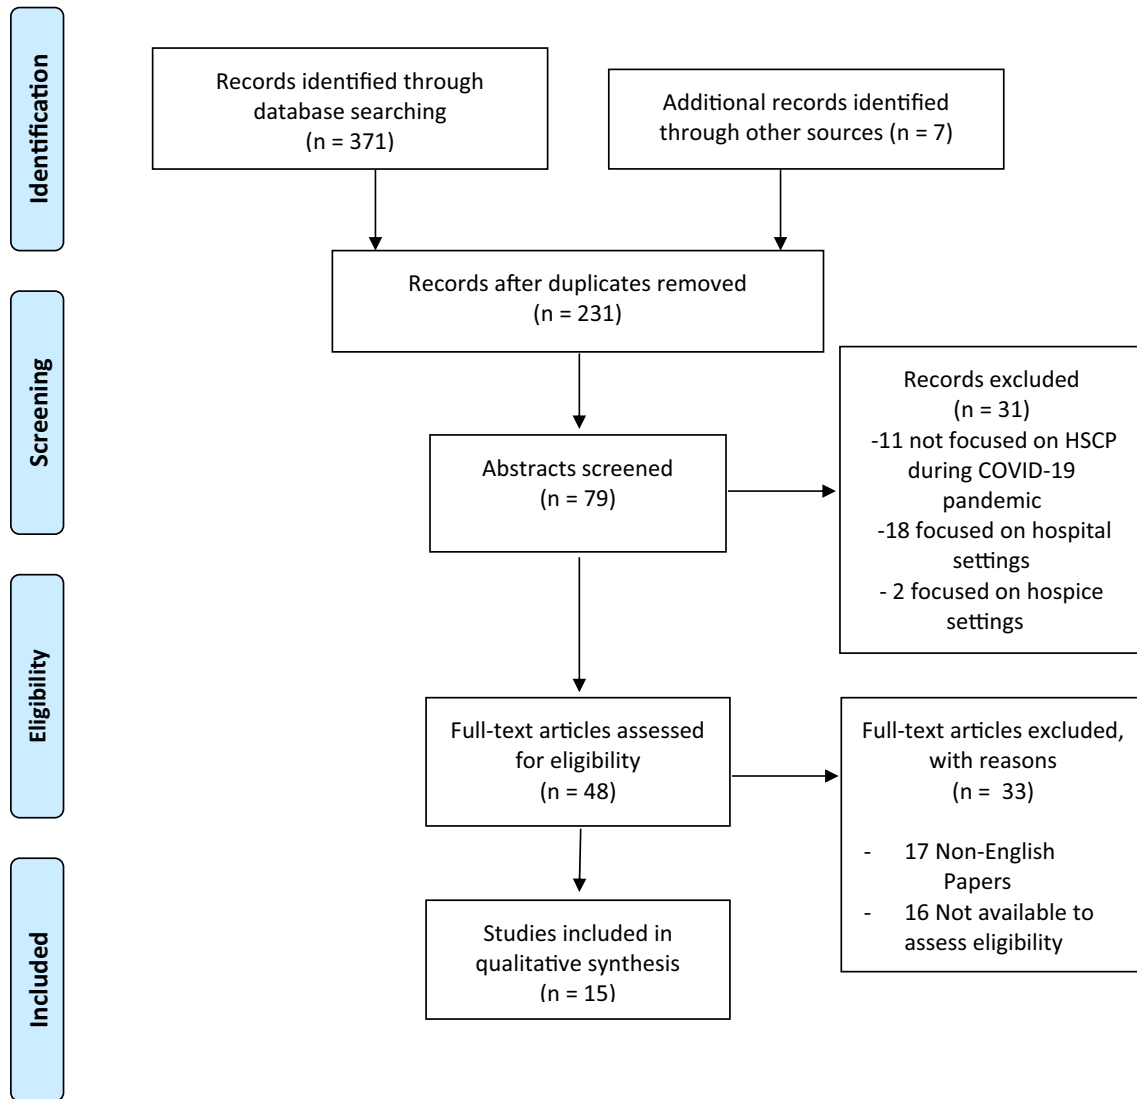 Identification
Records identified through
database searching
(n = 371)
Additional records identified
through other sources (n = 7)
Records after duplicates removed
(n = 231)
Screening
Abstracts screened
(n = 79)
Records excluded
(n = 31)
-11 not focused on HSCP
during COVID-19
pandemic
-18 focused on hospital
settings
- 2 focused on hospice
settings
Eligibility
Full-text articles assessed
for eligibility
(n = 48)
Full-text articles excluded,
with reasons
(n = 33)
- 17 Non-English
Papers
- 16 Not available to
assess eligibility
Included
Studies included in
qualitative synthesis
(n = 15)